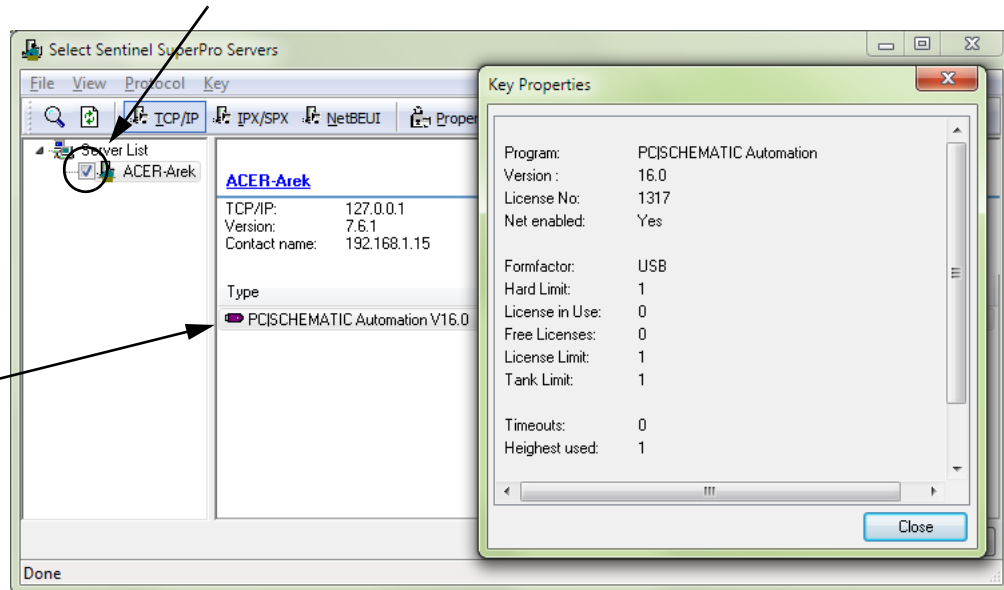 Select Sentinel SuperPro Servers
File View Protocol Key
TCP/IP IPX/SPX NetBEUI Proper
Server List
ACER-Arek
ACER-Arek
TCP/IP: 127.0.0.1
Version: 7.6.1
Contact name: 192.168.1.15
Type
PC|SCHEMATIC Automation V16.0
Done
Key Properties
Program: PC|SCHEMATIC Automation
Version : 16.0
License No: 1317
Net enabled: Yes
Formfactor: USB
Hard Limit: 1
License in Use: 0
Free Licenses: 0
License Limit: 1
Tank Limit: 1
Timeouts: 0
Heighest used: 1
Close